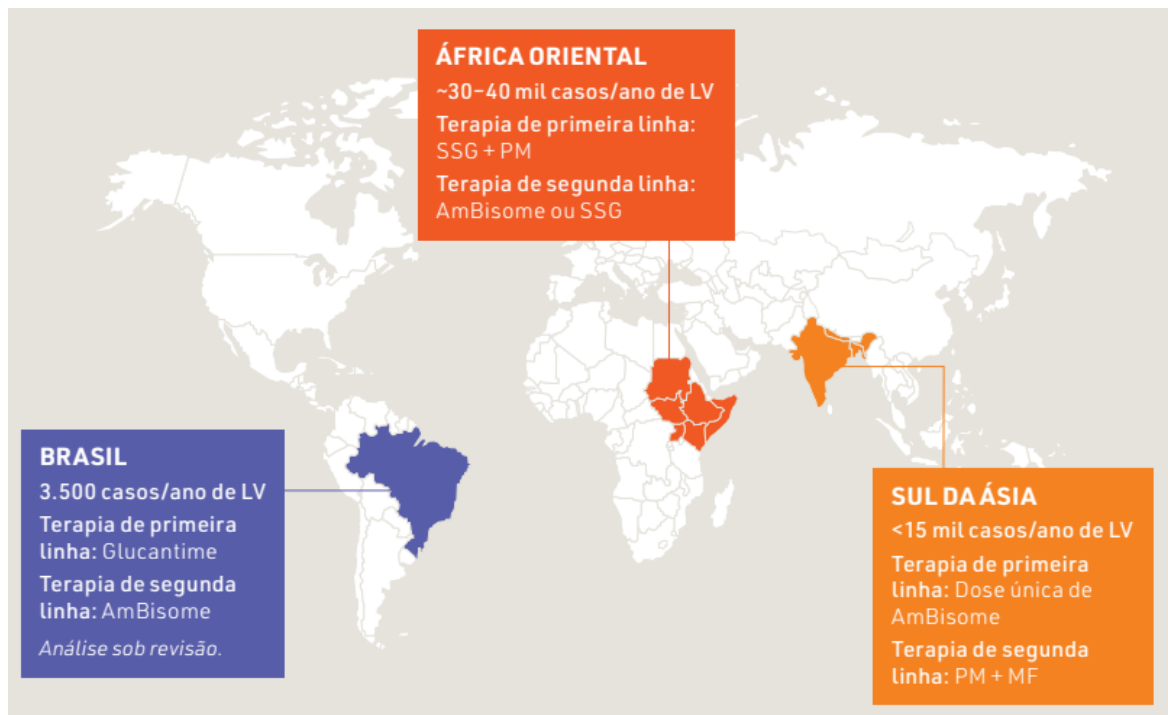 ÁFRICA ORIENTAL
~30–40 mil casos/ano de LV
Terapia de primeira linha:
SSG + PM
Terapia de segunda linha:
AmBisome ou SSG
BRASIL
3.500 casos/ano de LV
Terapia de primeira
linha: Glucantime
Terapia de segunda
linha: AmBisome
Análise sob revisão.
SUL DA ÁSIA
<15 mil casos/ano de LV
Terapia de primeira
linha: Dose única de
AmBisome
Terapia de segunda
linha: PM + MF